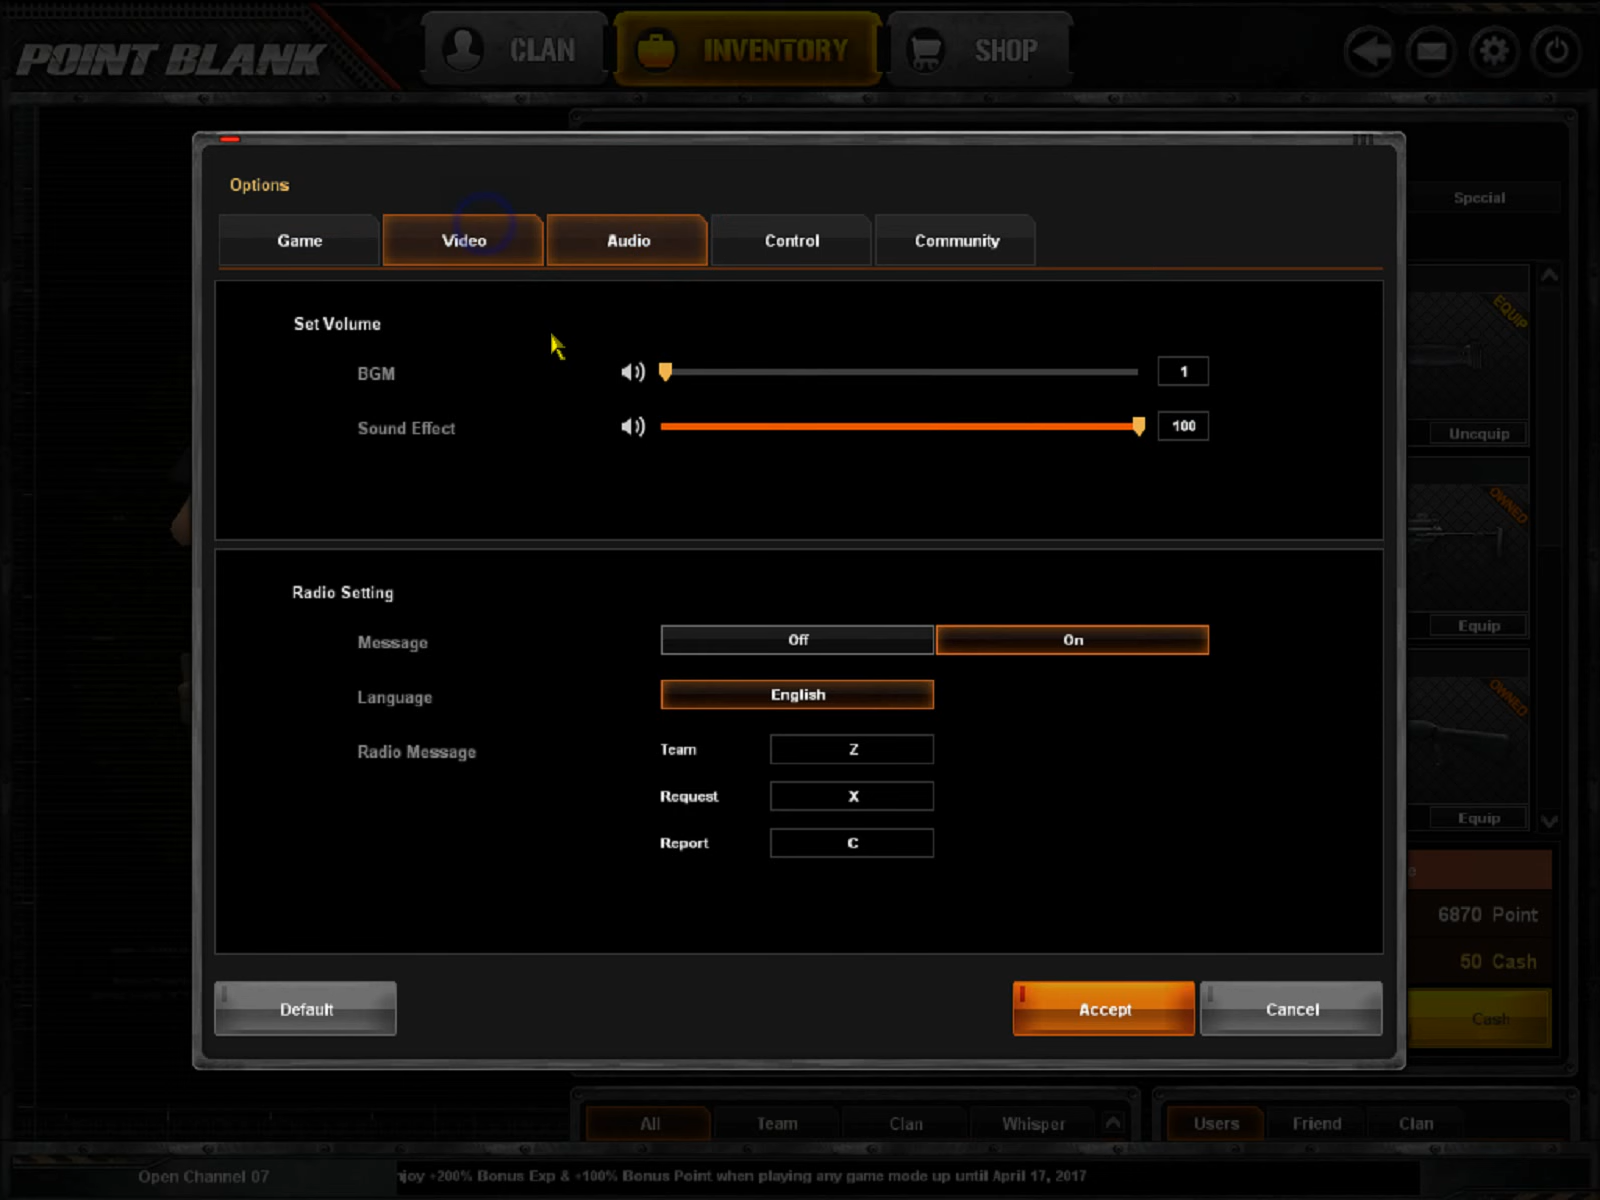 POINT BLANK
CLAN
INVENTORY
SHOP
Options
Special
Game
Video
Audio
Control
Community
EQUIP
Set Volume
BGM
1
Sound Effect
100
Unequip
OWNED
Radio Setting
Message
Off
On
Equip
Language
English
OWNED
Radio Message
Team
Z
Request
X
Equip
Report
C
6870 Point
50 Cash
Default
Accept
Cancel
Cash
All
Team
Clan
Whisper
Users
Friend
Clan
Open Channel 07
+200% Bonus Exp & +100% Bonus Point when playing any game mode up until April 17, 2017